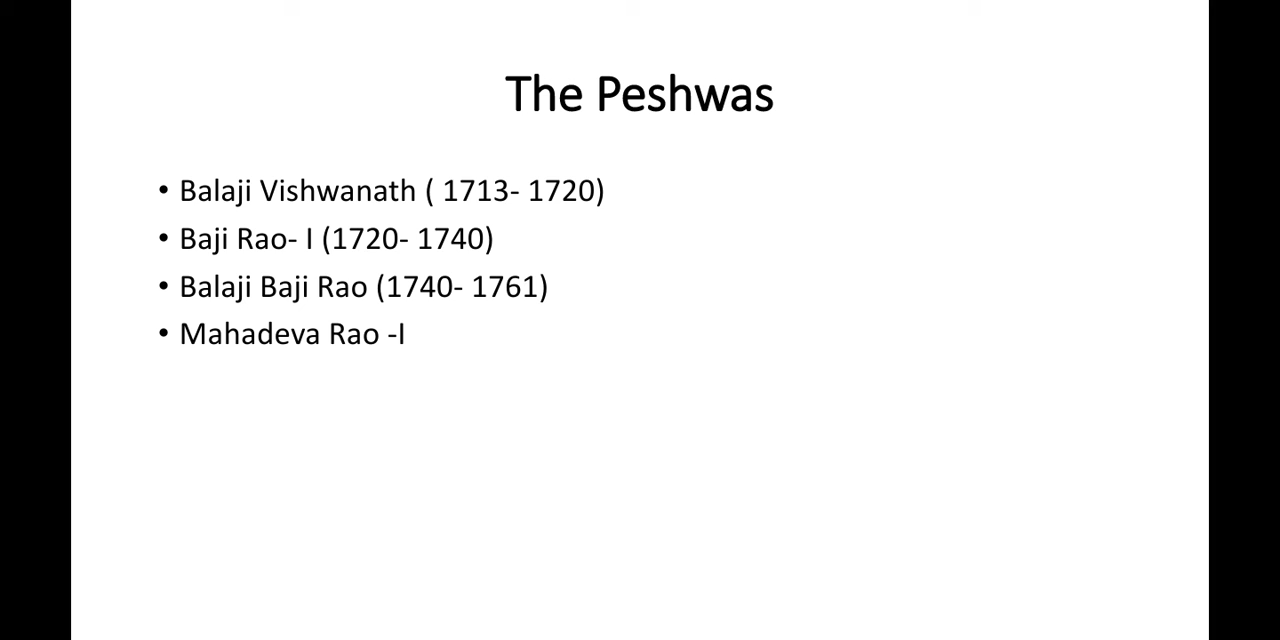 The Peshwas
• Balaji Vishwanath ( 1713- 1720)
• Baji Rao- I (1720- 1740)
• Balaji Baji Rao (1740- 1761)
• Mahadeva Rao -I